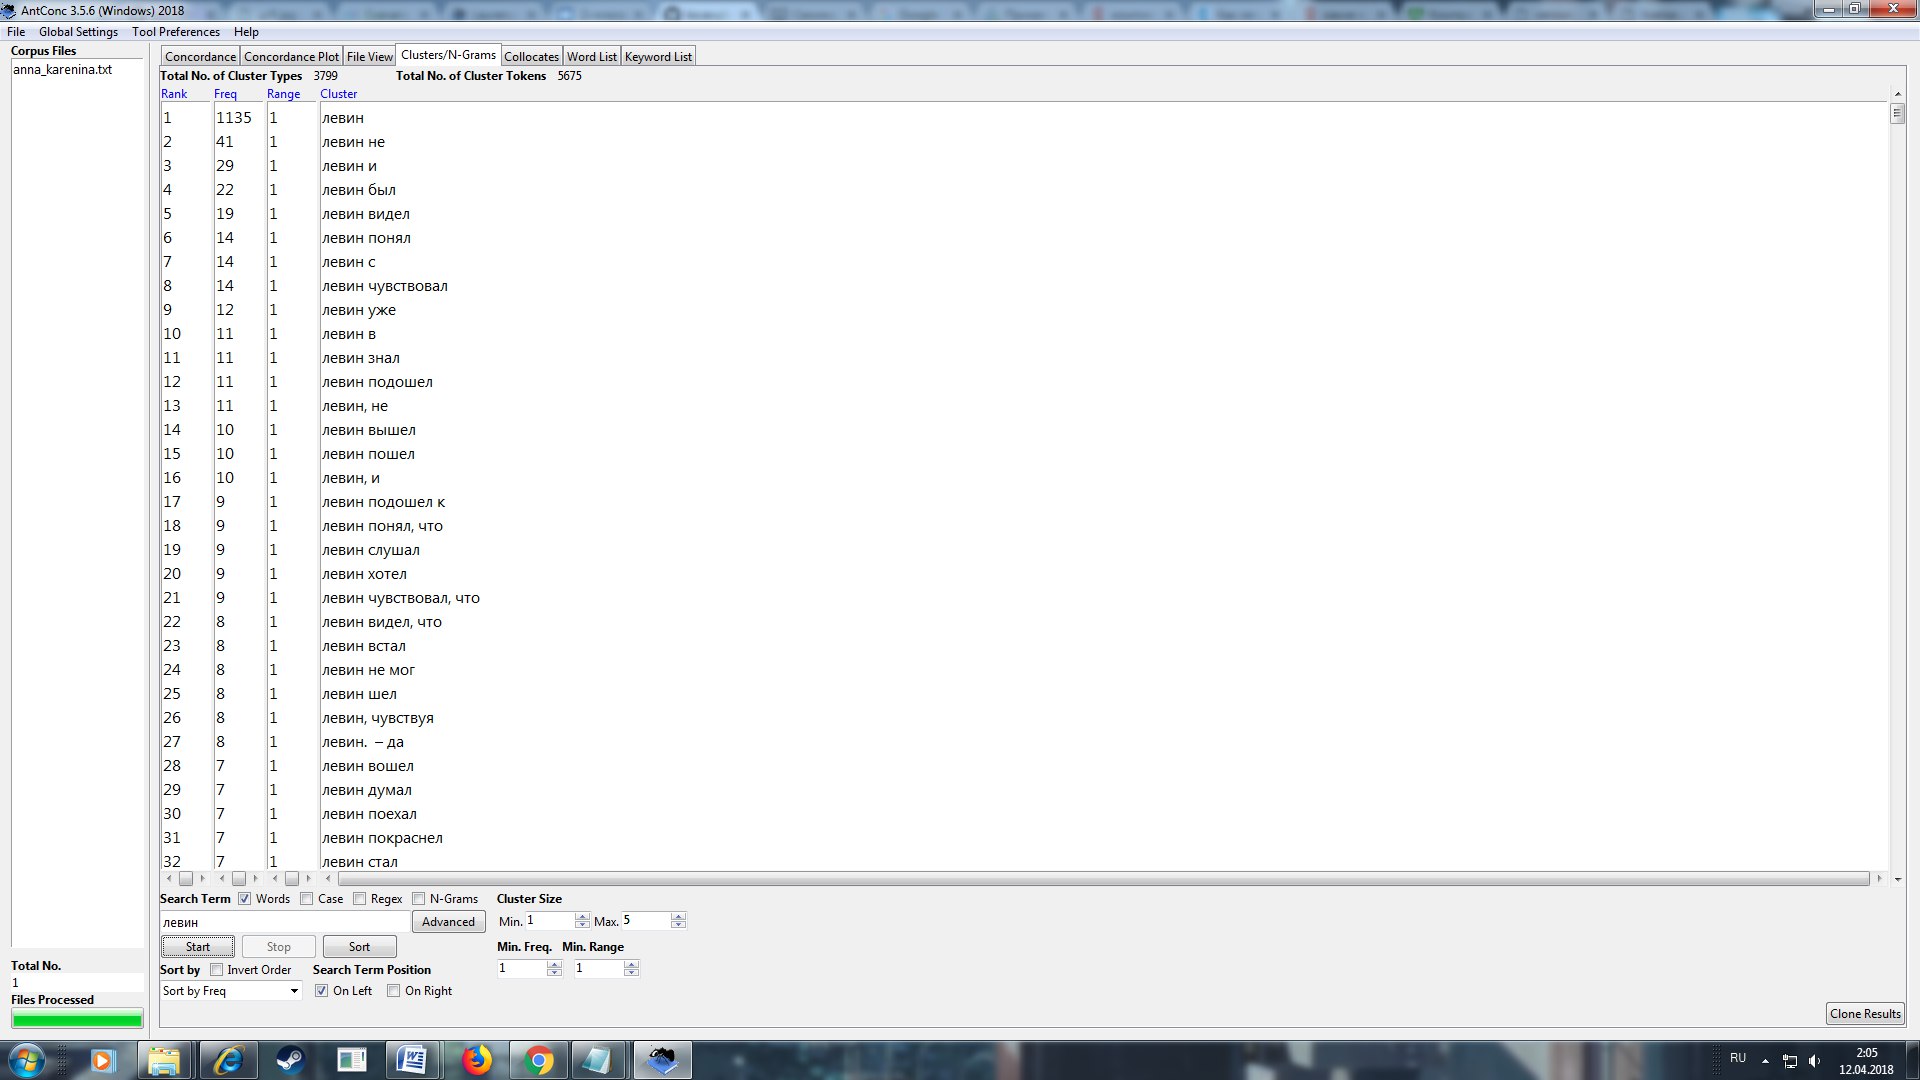 AntConc 3.5.6 (Windows) 2018
File Global Settings Tool Preferences Help
Corpus Files
anna_karenina.txt
Concordance Concordance Plot File View Clusters/N-Grams Collocates Word List Keyword List
Total No. of Cluster Types 3799 Total No. of Cluster Tokens 5675
Rank Freq Range Cluster
1 1135 1 левин
2 41 1 левин не
3 29 1 левин и
4 22 1 левин был
5 19 1 левин видел
6 14 1 левин понял
7 14 1 левин с
8 14 1 левин чувствовал
9 12 1 левин уже
10 11 1 левин в
11 11 1 левин знал
12 11 1 левин подошел
13 11 1 левин, не
14 10 1 левин вышел
15 10 1 левин пошел
16 10 1 левин, и
17 9 1 левин подошел к
18 9 1 левин понял, что
19 9 1 левин слушал
20 9 1 левин хотел
21 9 1 левин чувствовал, что
22 8 1 левин видел, что
23 8 1 левин встал
24 8 1 левин не мог
25 8 1 левин шел
26 8 1 левин, чувствуя
27 8 1 левин. – да
28 7 1 левин вошел
29 7 1 левин думал
30 7 1 левин поехал
31 7 1 левин покраснел
32 7 1 левин стал
Search Term Words Case Regex N-Grams Cluster Size
левин Advanced Min. 1 Max. 5
Start Stop Sort Min. Freq. Min. Range
Sort by Invert Order Search Term Position 1 1
Sort by Freq On Left On Right
Total No.
1
Files Processed
Clone Results
RU 2:05
12.04.2018